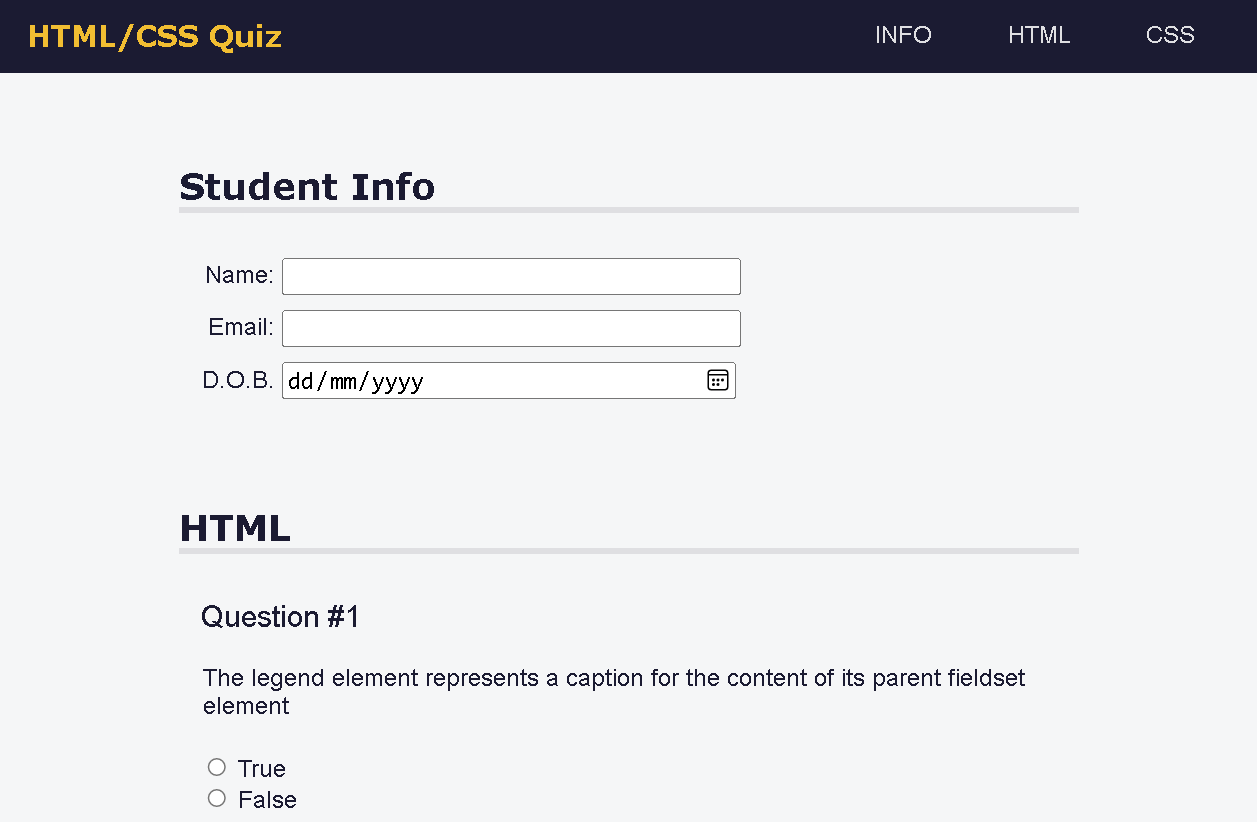 HTML/CSS Quiz INFO HTML CSS
Student Info
Name:
Email:
D.O.B. dd/mm/yyyy
HTML
Question #1
The legend element represents a caption for the content of its parent fieldset
element
True
False